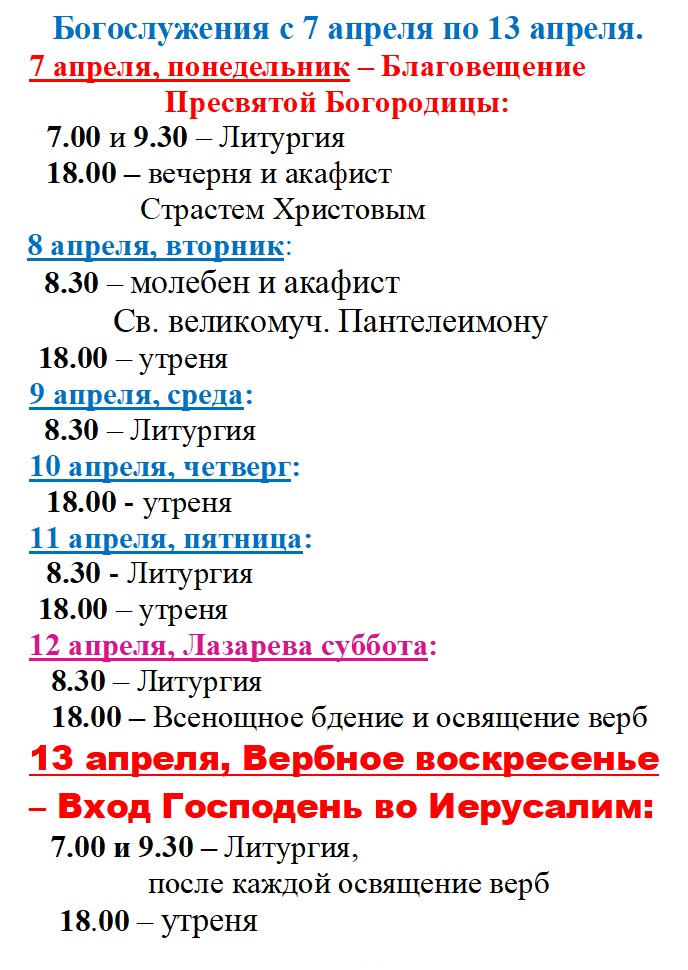 Богослужения с 7 апреля по 13 апреля.
7 апреля, понедельник – Благовещение
Пресвятой Богородицы:
7.00 и 9.30 – Литургия
18.00 – вечерня и акафист
Страстем Христовым
8 апреля, вторник:
8.30 – молебен и акафист
Св. великомуч. Пантелеимону
18.00 – утреня
9 апреля, среда:
8.30 – Литургия
10 апреля, четверг:
18.00 - утреня
11 апреля, пятница:
8.30 - Литургия
18.00 – утреня
12 апреля, Лазарева суббота:
8.30 – Литургия
18.00 – Всенощное бдение и освящение верб
13 апреля, Вербное воскресенье
– Вход Господень во Иерусалим:
7.00 и 9.30 – Литургия,
после каждой освящение верб
18.00 – утреня